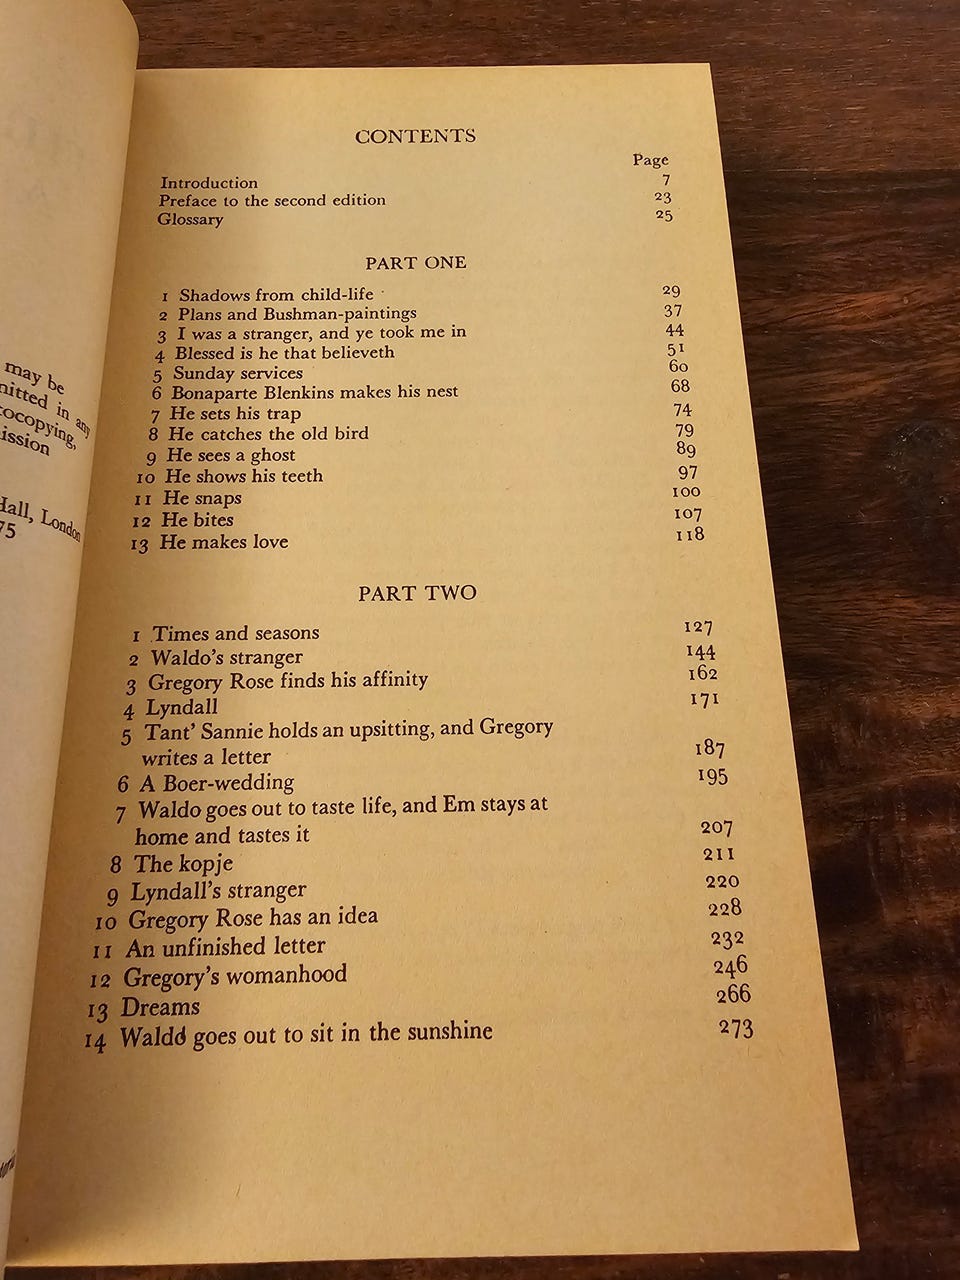 may be
in any
tocopying,
Hall, London
CONTENTS
Page
Introduction 7
Preface to the second edition 23
Glossary 25
PART ONE
1 Shadows from child-life 29
2 Plans and Bushman-paintings 37
3 I was a stranger, and ye took me in 44
4 Blessed is he that believeth 51
5 Sunday services 60
6 Bonaparte Blenkins makes his nest 68
7 He sets his trap 74
8 He catches the old bird 79
9 He sees a ghost 89
10 He shows his teeth 97
11 He snaps 100
12 He bites 107
13 He makes love 118
PART TWO
1 Times and seasons 127
2 Waldo's stranger 144
3 Gregory Rose finds his affinity 162
4 Lyndall 171
5 Tant' Sannie holds an upsitting, and Gregory
writes a letter 187
6 A Boer-wedding 195
7 Waldo goes out to taste life, and Em stays at
home and tastes it 207
8 The kopje 211
9 Lyndall's stranger 220
10 Gregory Rose has an idea 228
11 An unfinished letter 232
12 Gregory's womanhood 246
13 Dreams 266
14 Waldo goes out to sit in the sunshine 273